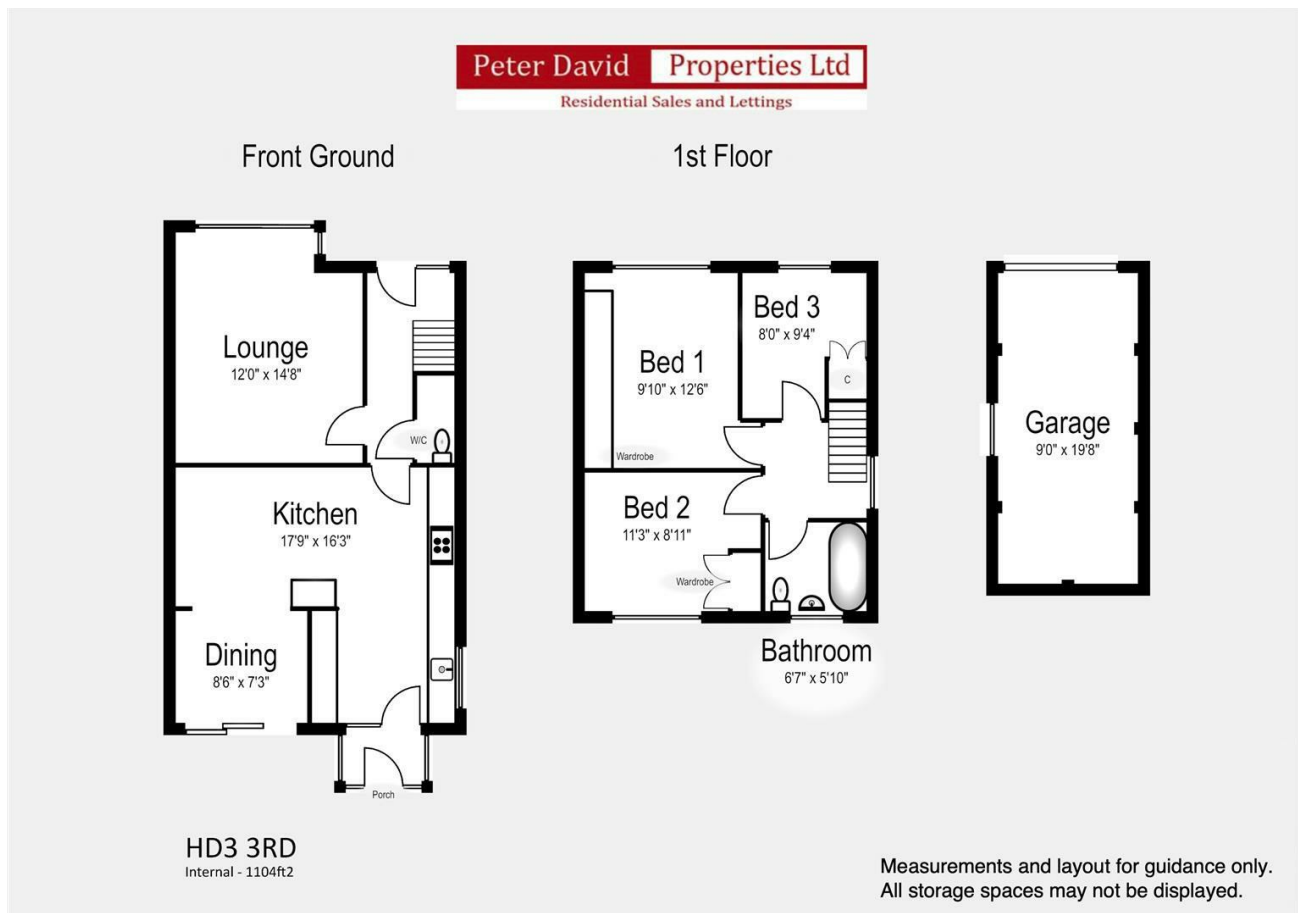 Peter David Properties Ltd
Residential Sales and Lettings
Front Ground
1st Floor
Lounge
12'0" x 14'8"
W/C
Kitchen
17'9" x 16'3"
Dining
8'6" x 7'3"
Porch
Bed 1
9'10" x 12'6"
Wardrobe
Bed 3
8'0" x 9'4"
C
Bed 2
11'3" x 8'11"
Wardrobe
Bathroom
6'7" x 5'10"
Garage
9'0" x 19'8"
HD3 3RD
Internal - 1104ft2
Measurements and layout for guidance only.
All storage spaces may not be displayed.